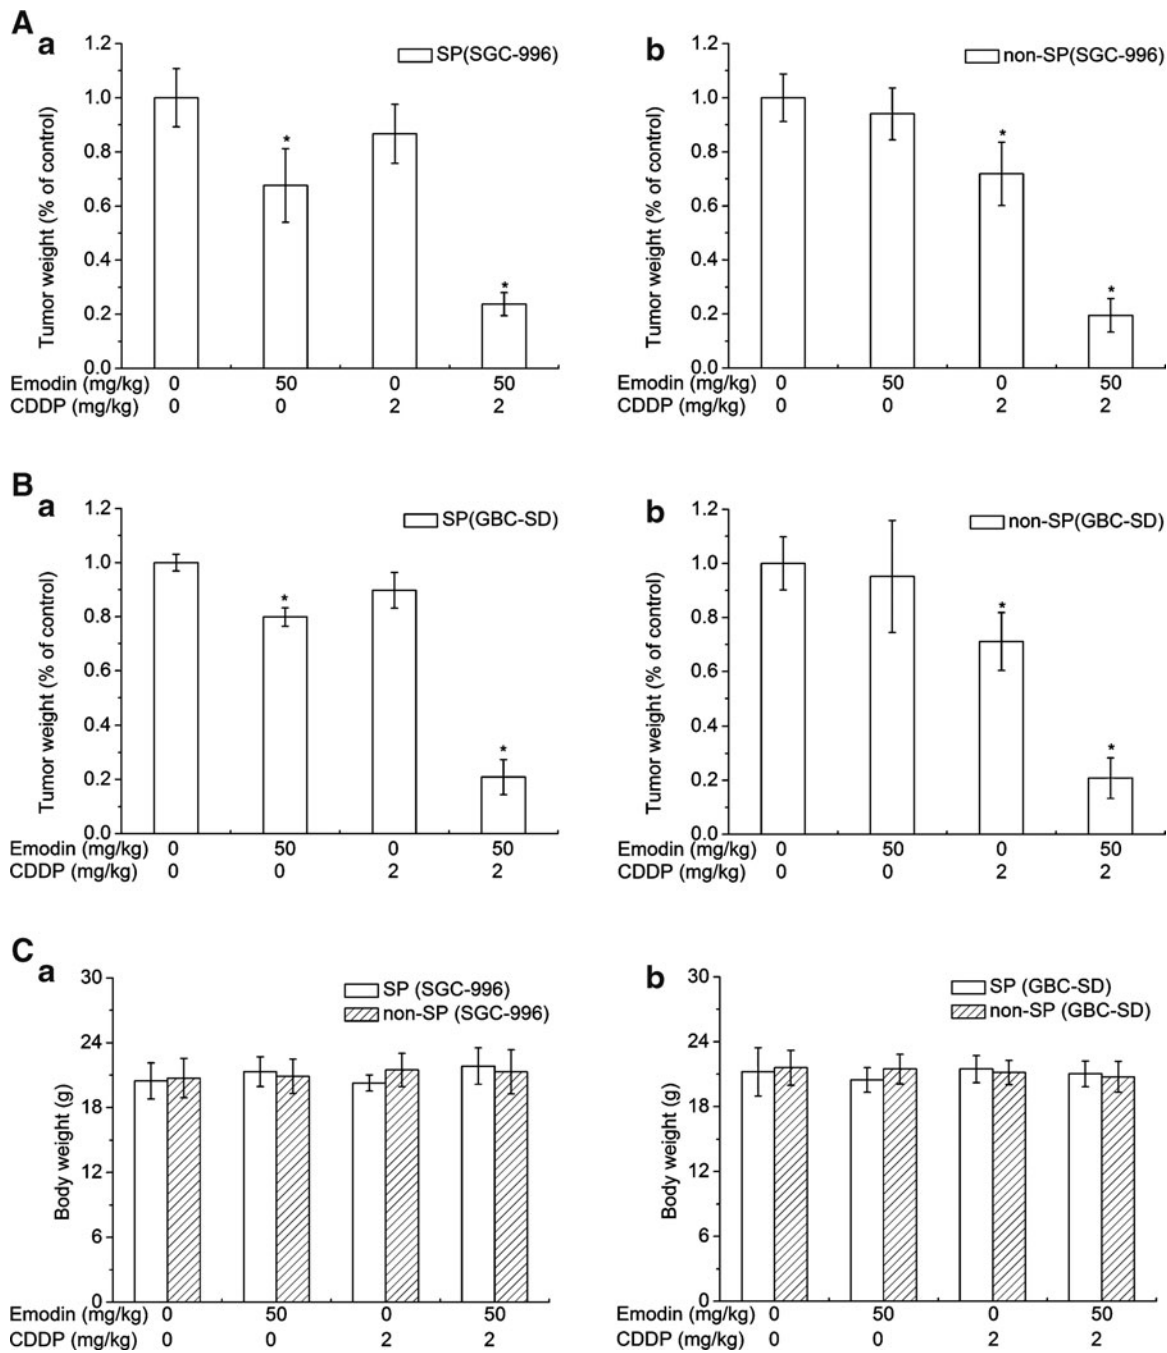 A
a
SP(SGC-996)
Tumor weight (% of control)
1.2
1.0
0.8
0.6
0.4
0.2
0.0
*
*
Emodin (mg/kg) 0 50 0 50
CDDP (mg/kg) 0 0 2 2
b
non-SP(SGC-996)
Tumor weight (% of control)
1.2
1.0
0.8
0.6
0.4
0.2
0.0
*
*
Emodin (mg/kg) 0 50 0 50
CDDP (mg/kg) 0 0 2 2
B
a
SP(GBC-SD)
Tumor weight (% of control)
1.2
1.0
0.8
0.6
0.4
0.2
0.0
*
*
Emodin (mg/kg) 0 50 0 50
CDDP (mg/kg) 0 0 2 2
b
non-SP(GBC-SD)
Tumor weight (% of control)
1.2
1.0
0.8
0.6
0.4
0.2
0.0
*
*
Emodin (mg/kg) 0 50 0 50
CDDP (mg/kg) 0 0 2 2
C
a
SP (SGC-996)
non-SP (SGC-996)
Body weight (g)
30
24
18
12
6
0
Emodin (mg/kg) 0 50 0 50
CDDP (mg/kg) 0 0 2 2
b
SP (GBC-SD)
non-SP (GBC-SD)
Body weight (g)
30
24
18
12
6
0
Emodin (mg/kg) 0 50 0 50
CDDP (mg/kg) 0 0 2 2